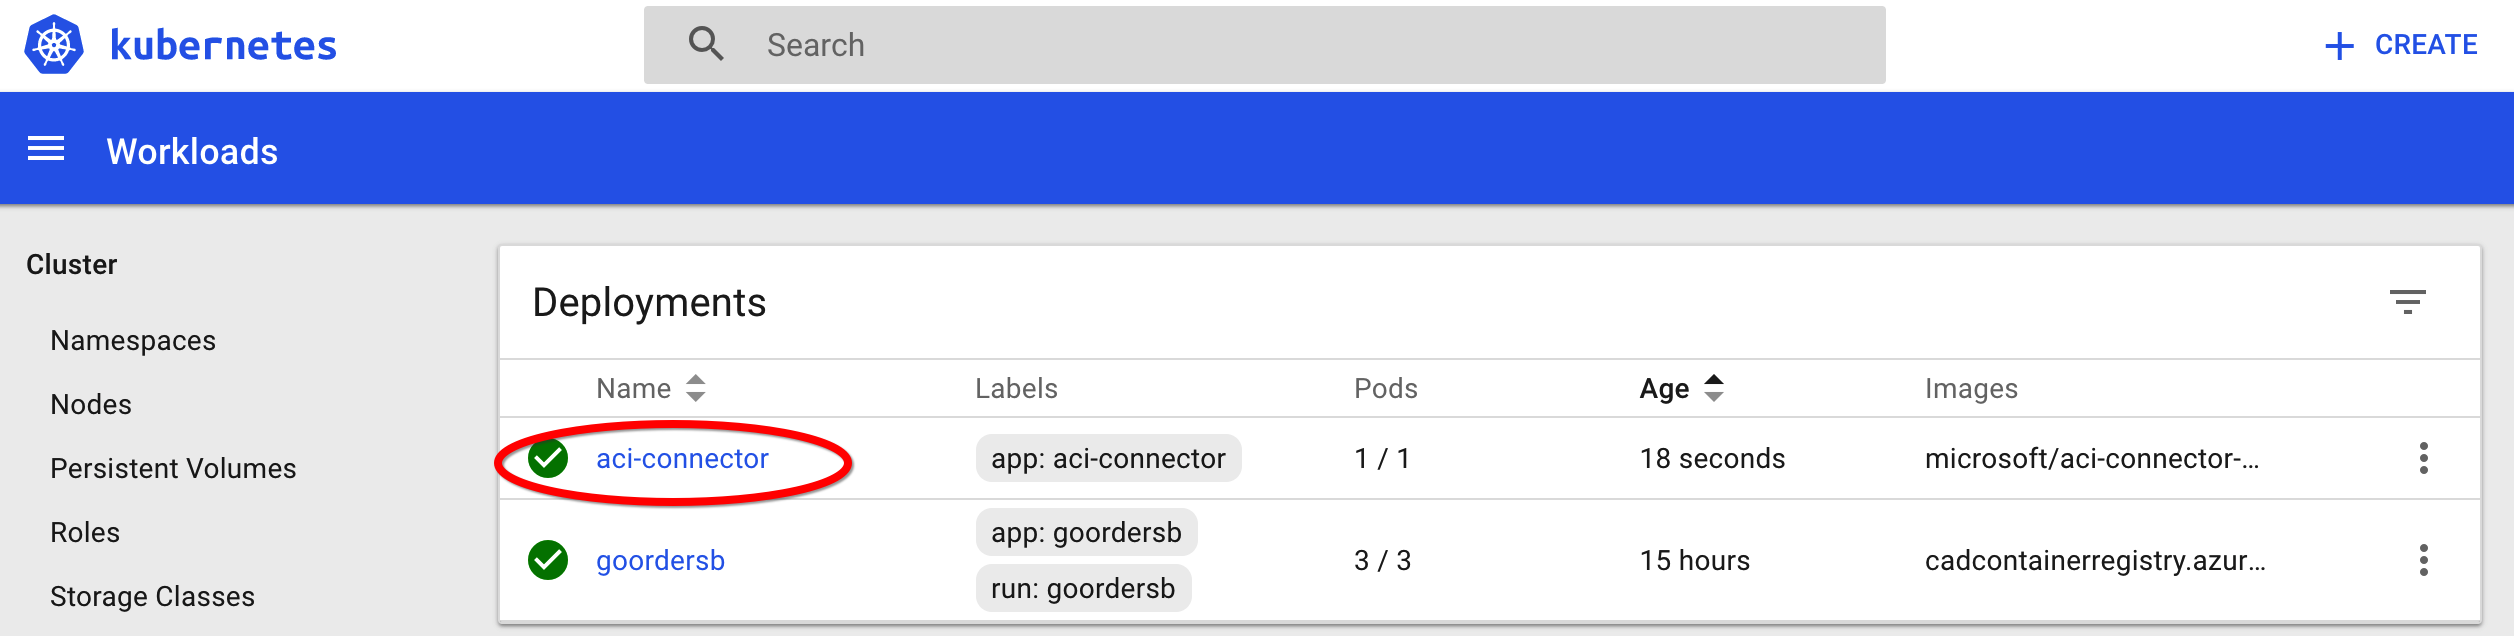 kubernetes
Search
CREATE
Workloads
Cluster
Namespaces
Nodes
Persistent Volumes
Roles
Storage Classes
Deployments
Name Labels Pods Age Images
aci-connector app: aci-connector 1 / 1 18 seconds microsoft/aci-connector-...
goordersb app: goordersb 3 / 3 15 hours cadcontainerregistry.azur...
run: goordersb